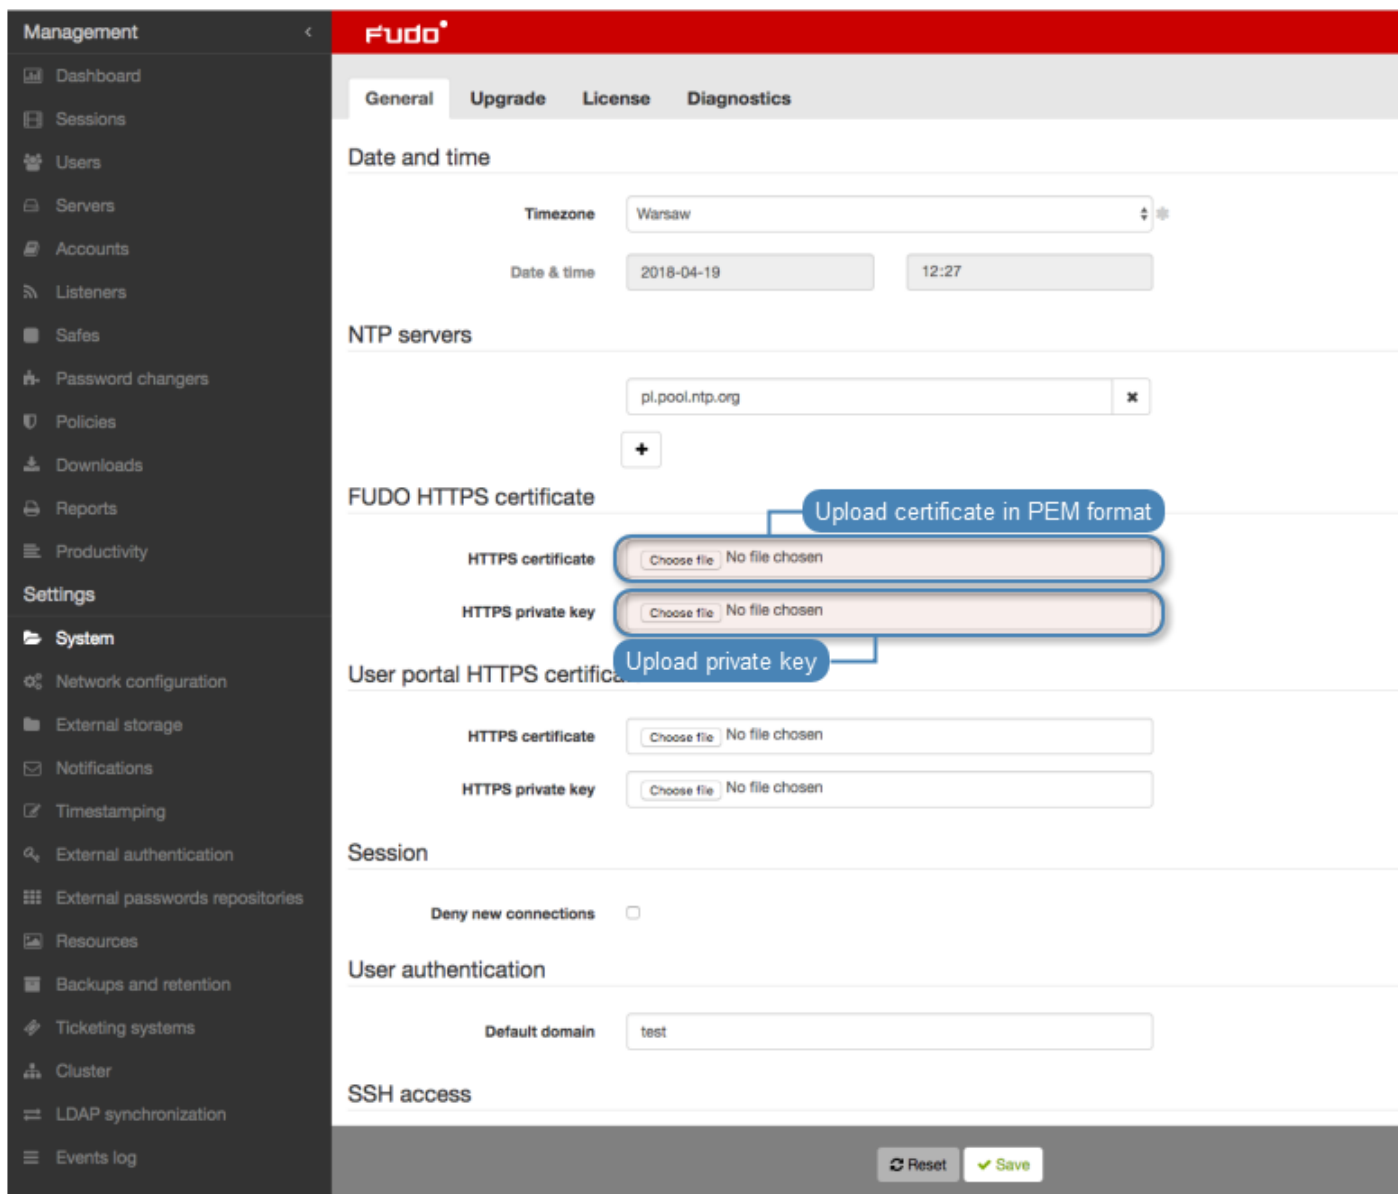 Management
Dashboard
Sessions
Users
Servers
Accounts
Listeners
Safes
Password changers
Policies
Downloads
Reports
Productivity
Settings
System
Network configuration
External storage
Notifications
Timestamping
External authentication
External passwords repositories
Resources
Backups and retention
Ticketing systems
Cluster
LDAP synchronization
Events log
FUDO
General Upgrade License Diagnostics
Date and time
Timezone Warsaw
Date & time 2018-04-19 12:27
NTP servers
pl.pool.ntp.org
FUDO HTTPS certificate
Upload certificate in PEM format
HTTPS certificate Choose file No file chosen
HTTPS private key Choose file No file chosen
Upload private key
User portal HTTPS certifica
HTTPS certificate Choose file No file chosen
HTTPS private key Choose file No file chosen
Session
Deny new connections
User authentication
Default domain test
SSH access
Reset Save